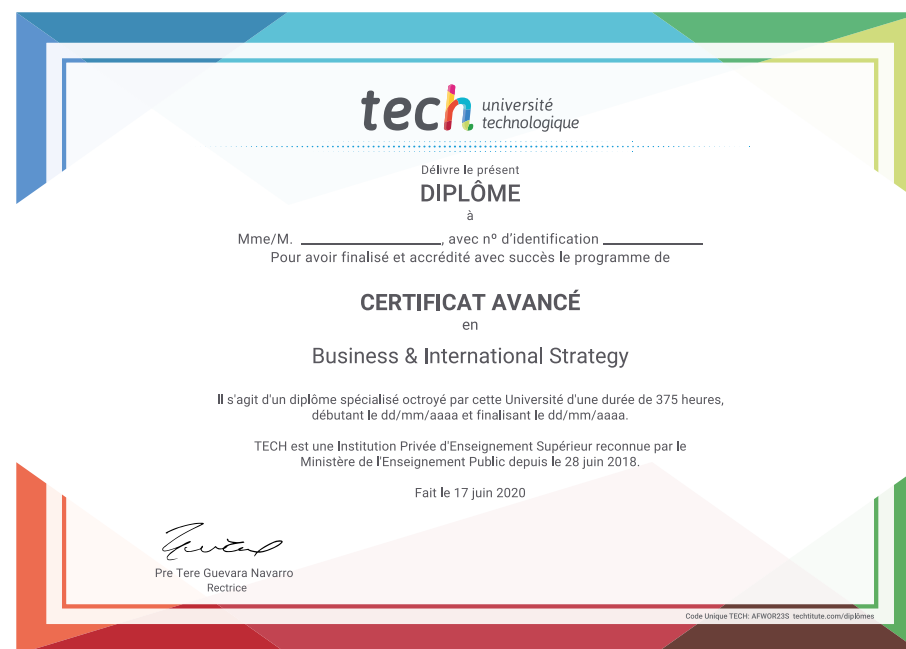 tech université
technologique
Délivre le présent
DIPLÔME
à
Mme/M. ____________________, avec nº d'identification ______________
Pour avoir finalisé et accrédité avec succès le programme de
CERTIFICAT AVANCÉ
en
Business & International Strategy
Il s'agit d'un diplôme spécialisé octroyé par cette Université d'une durée de 375 heures,
débutant le dd/mm/aaaa et finalisant le dd/mm/aaaa.
TECH est une Institution Privée d'Enseignement Supérieur reconnue par le
Ministère de l'Enseignement Public depuis le 28 juin 2018.
Fait le 17 juin 2020
Pre Tere Guevara Navarro
Rectrice
Code Unique TECH: AFWOR23S techtitute.com/diplômes